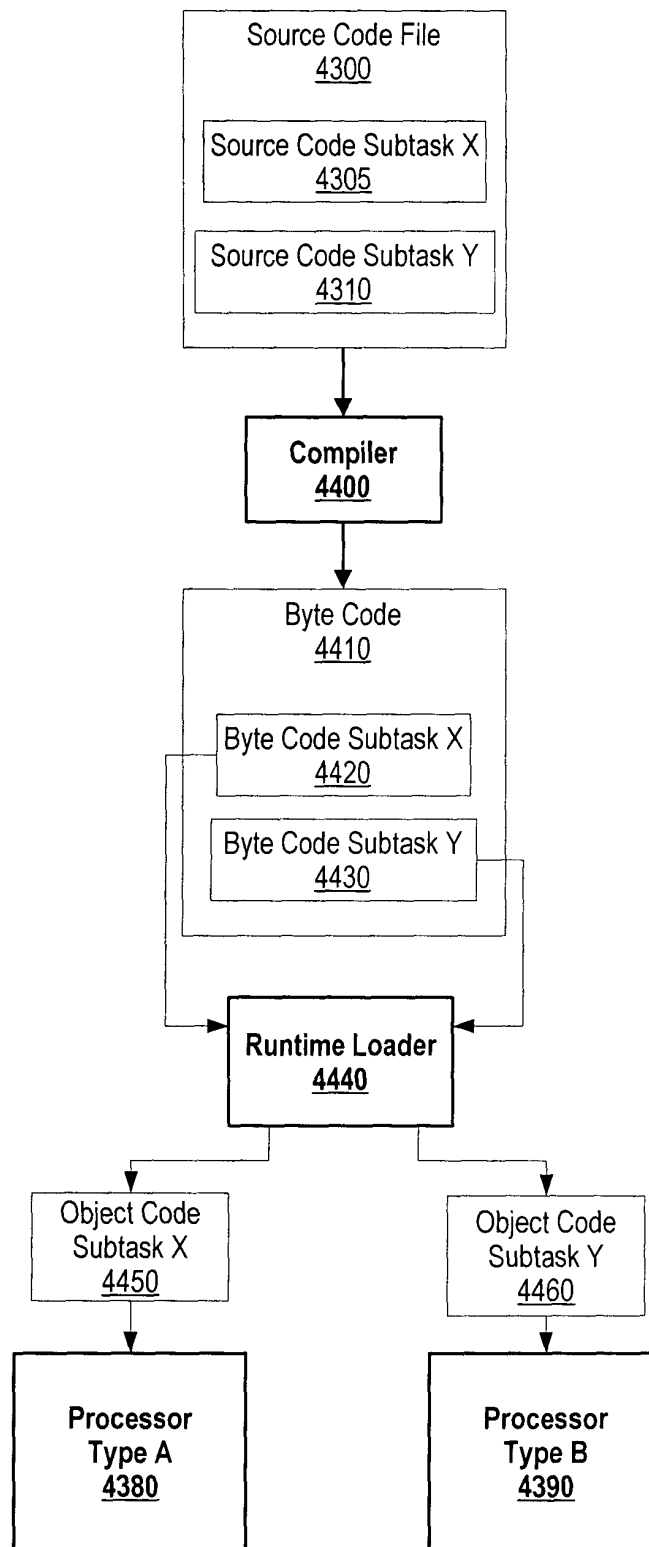 Source Code File
4300
Source Code Subtask X
4305
Source Code Subtask Y
4310
Compiler
4400
Byte Code
4410
Byte Code Subtask X
4420
Byte Code Subtask Y
4430
Runtime Loader
4440
Object Code
Subtask X
4450
Object Code
Subtask Y
4460
Processor
Type A
4380
Processor
Type B
4390